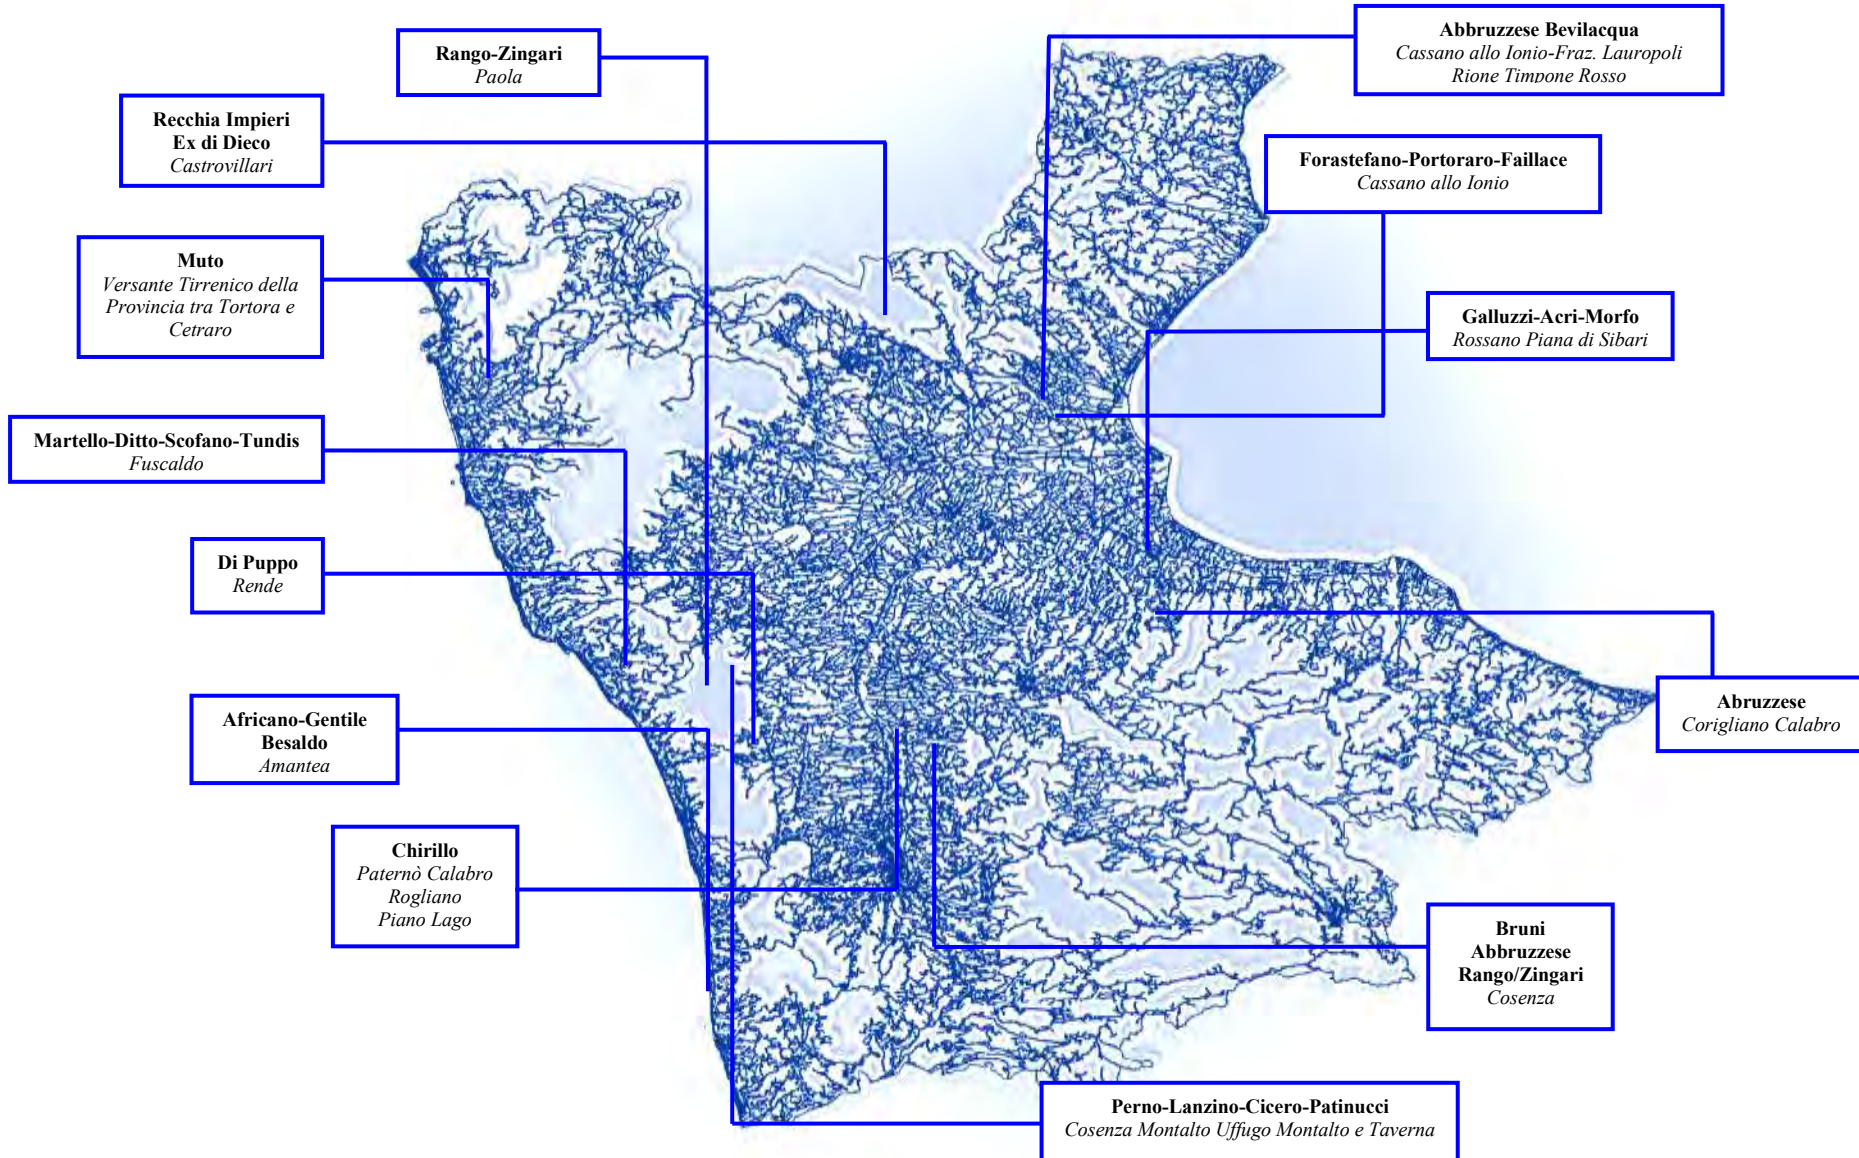 Abbruzzese Bevilacqua
Cassano allo Ionio-Fraz. Lauropoli
Rione Timpone Rosso
Rango-Zingari
Paola
Recchia Impieri
Ex di Dieco
Castrovillari
Forastefano-Portoraro-Faillace
Cassano allo Ionio
Muto
Versante Tirrenico della
Provincia tra Tortora e
Cetraro
Galluzzi-Acri-Morfo
Rossano Piana di Sibari
Martello-Ditto-Scofano-Tundis
Fuscaldo
Di Puppo
Rende
Africano-Gentile
Besaldo
Amantea
Abruzzese
Corigliano Calabro
Chirillo
Paternò Calabro
Rogliano
Piano Lago
Bruni
Abbruzzese
Rango/Zingari
Cosenza
Perno-Lanzino-Cicero-Patinucci
Cosenza Montalto Uffugo Montalto e Taverna